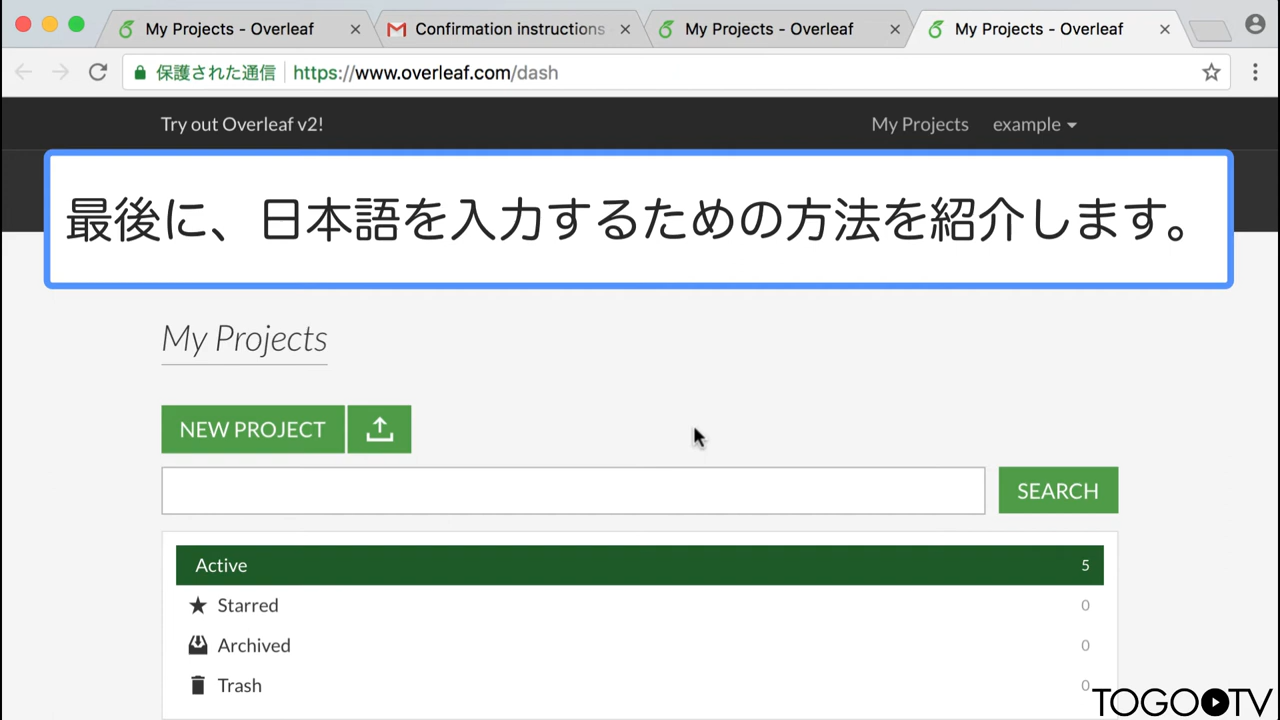 My Projects - Overleaf
Confirmation instructions
My Projects - Overleaf
My Projects - Overleaf
保護された通信
https://www.overleaf.com/dash
Try out Overleaf v2!
My Projects
example
最後に、日本語を入力するための方法を紹介します。
My Projects
NEW PROJECT
SEARCH
Active 5
Starred 0
Archived 0
Trash 0
TOGOTV